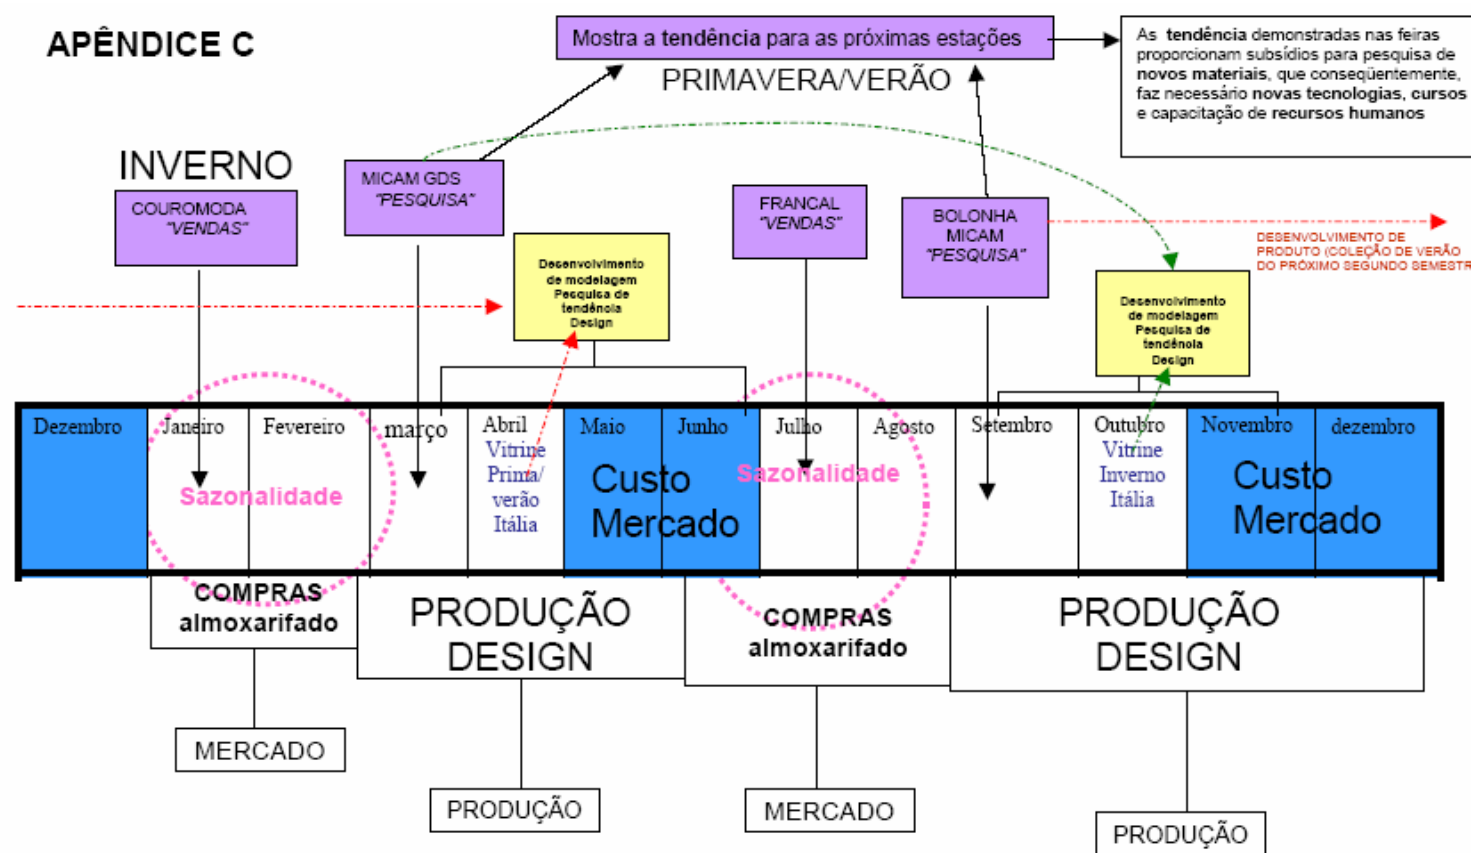 APÊNDICE C
Mostra a tendência para as próximas estações
PRIMAVERA/VERÃO
As tendência demonstradas nas feiras
proporcionam subsídios para pesquisa de
novos materiais, que conseqüentemente,
faz necessário novas tecnologias, cursos
e capacitação de recursos humanos
INVERNO
COUROMODA
"VENDAS"
MICAM GDS
"PESQUISA"
FRANCAL
"VENDAS"
BOLONHA
MICAM
"PESQUISA"
DESENVOLVIMENTO DE
PRODUTO (COLEÇÃO DE VERÃO
DO PRÓXIMO SEGUNDO SEMESTR
Desenvolvimento
de modelagem
Pesquisa de
tendência
Design
Desenvolvimento
de modelagem
Pesquisa de
tendência
Design
Dezembro
Janeiro
Fevereiro
março
Abril
Vitrine
Prima/
verão
Itália
Maio
Junho
Julho
Agosto
Setembro
Outubro
Vitrine
Inverno
Itália
Novembro
dezembro
Sazonalidade
Custo
Mercado
Sazonalidade
Custo
Mercado
COMPRAS
almoxarifado
PRODUÇÃO
DESIGN
COMPRAS
almoxarifado
PRODUÇÃO
DESIGN
MERCADO
PRODUÇÃO
MERCADO
PRODUÇÃO